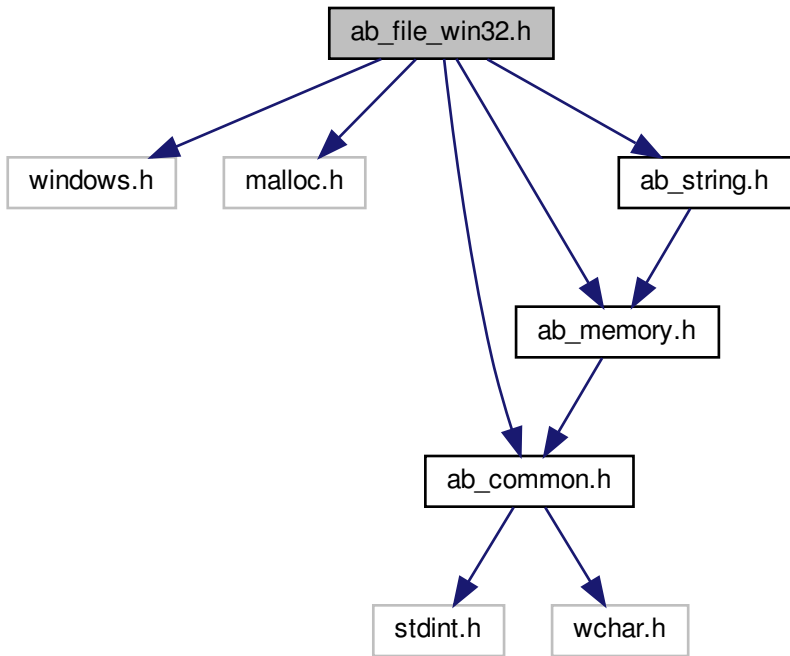 ab_file_win32.h
windows.h
malloc.h
ab_string.h
ab_memory.h
ab_common.h
stdint.h
wchar.h